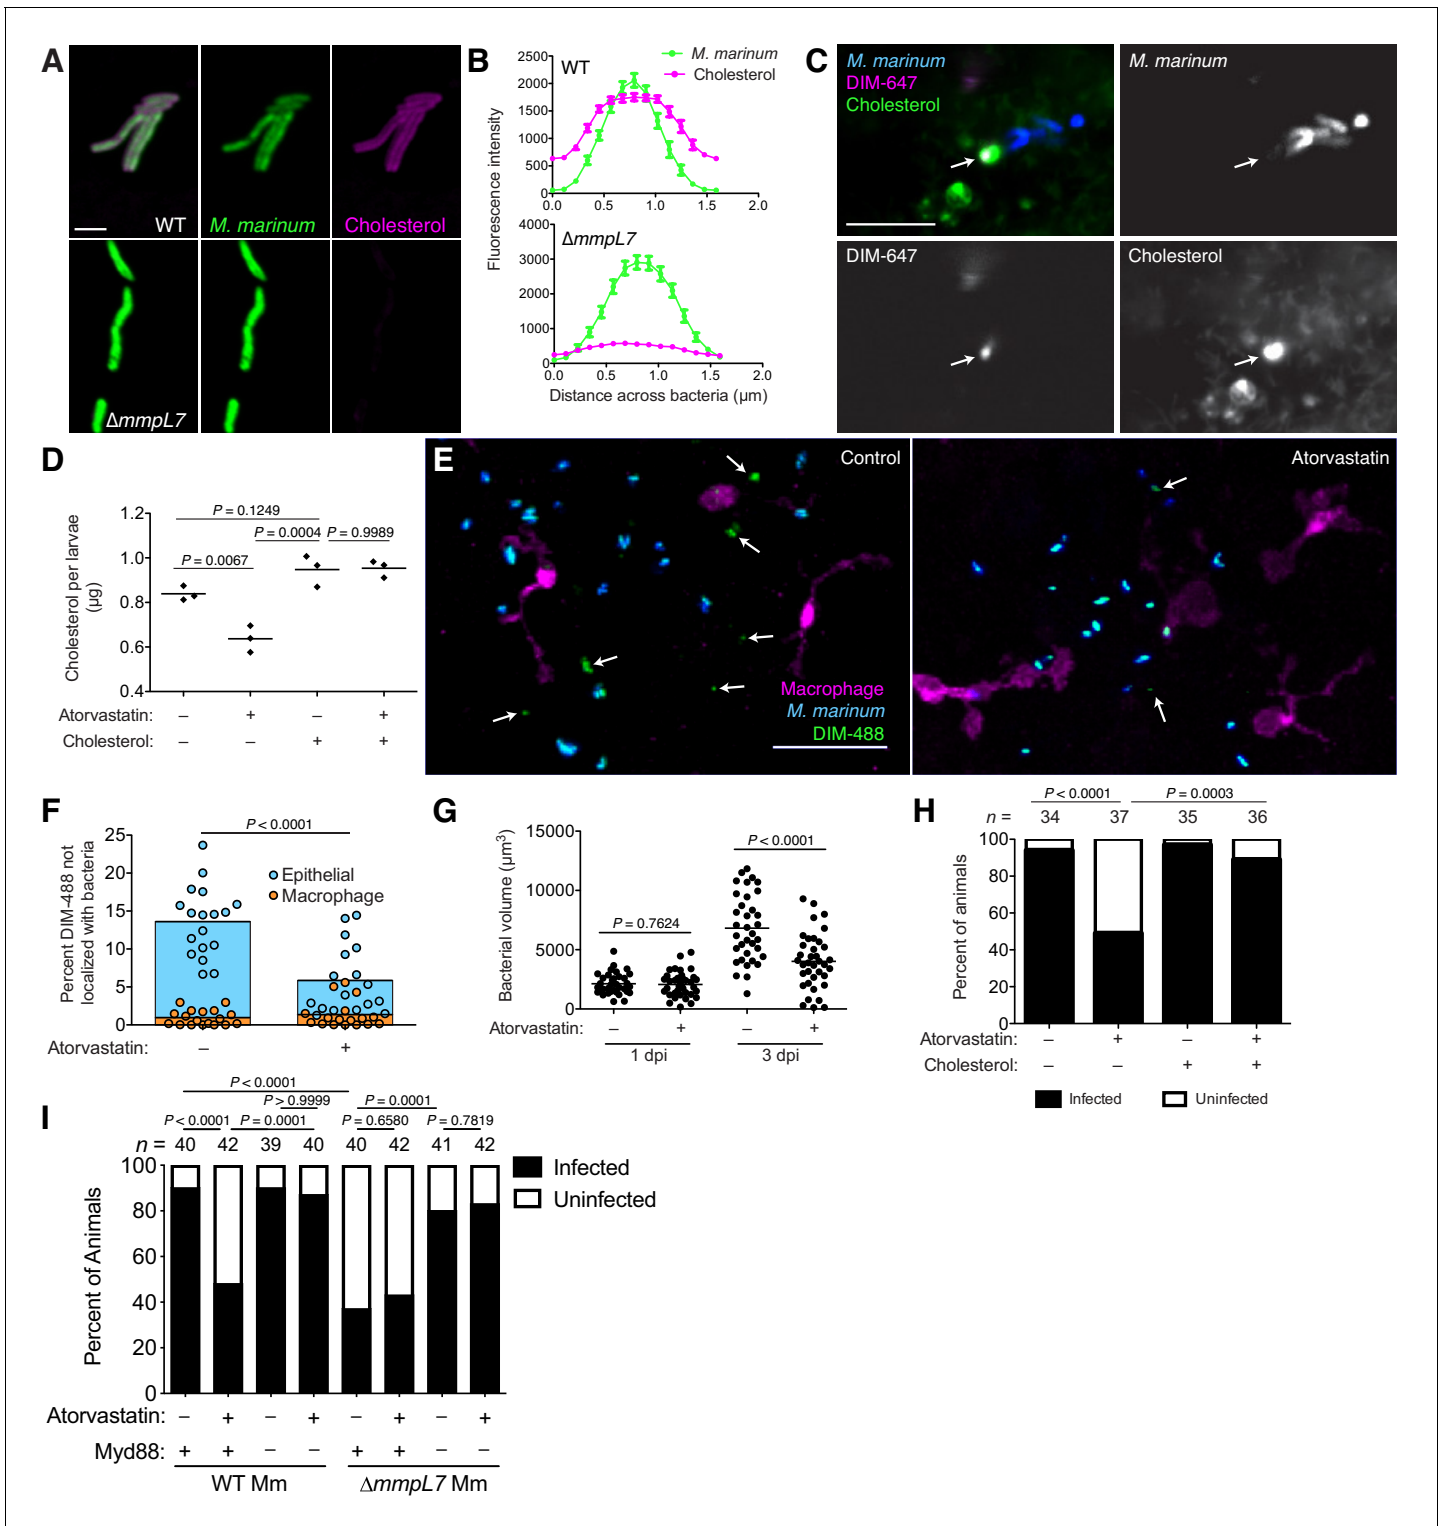 A
WT
M. marinum
Cholesterol
ΔmmpL7
B
WT
M. marinum
Cholesterol
2500
2000
1500
1000
500
0
0.0 0.5 1.0 1.5 2.0
Fluorescence intensity
ΔmmpL7
4000
3000
2000
1000
0
0.0 0.5 1.0 1.5 2.0
Distance across bacteria (µm)
C
M. marinum
DIM-647
Cholesterol
M. marinum
DIM-647
Cholesterol
D
Cholesterol per larvae
(µg)
1.2
1.0
0.8
0.6
0.4
P = 0.1249
P = 0.0004 P = 0.9989
P = 0.0067
Atorvastatin: – + – +
Cholesterol: – – + +
E
Control
Macrophage
M. marinum
DIM-488
Atorvastatin
F
Percent DIM-488 not
localized with bacteria
25
20
15
10
5
0
P < 0.0001
Epithelial
Macrophage
Atorvastatin: – +
G
Bacterial volume (µm³)
15000
10000
5000
0
P < 0.0001
P = 0.7624
Atorvastatin: – + – +
1 dpi 3 dpi
H
P < 0.0001 P = 0.0003
n = 34 37 35 36
Percent of animals
100
80
60
40
20
0
Atorvastatin: – + – +
Cholesterol: – – + +
Infected Uninfected
I
P < 0.0001
P > 0.9999 P = 0.0001
P < 0.0001 P = 0.0001 P = 0.6580 P = 0.7819
n = 40 42 39 40 40 42 41 42
Percent of Animals
100
80
60
40
20
0
Infected
Uninfected
Atorvastatin: – + – + – + – +
Myd88: + + – – + + – –
WT Mm ΔmmpL7 Mm